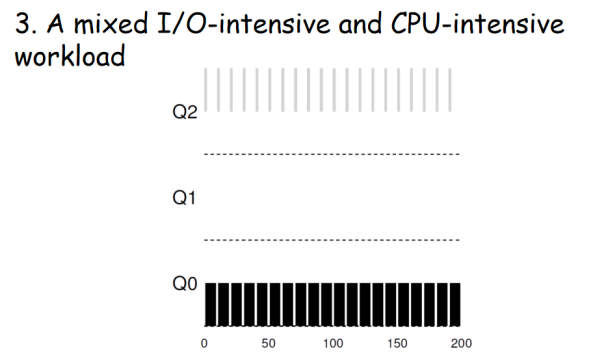 3. A mixed I/O-intensive and CPU-intensive
workload
Q2
Q1
Q0
0 50 100 150 200